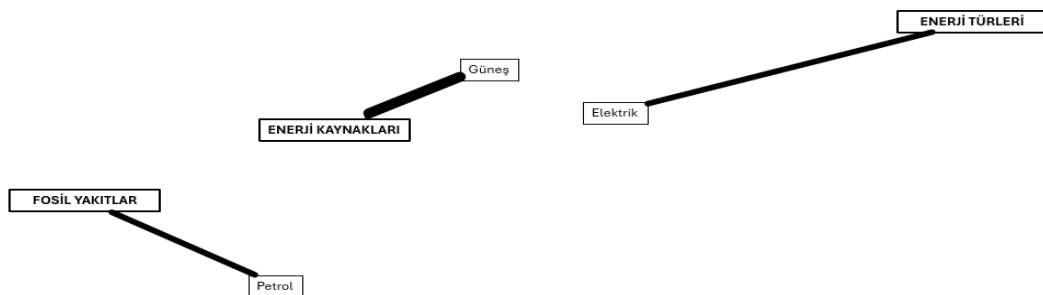 ENERJİ TÜRLERİ
Güneş
Elektrik
ENERJİ KAYNAKLARI
FOSİL YAKITLAR
Petrol